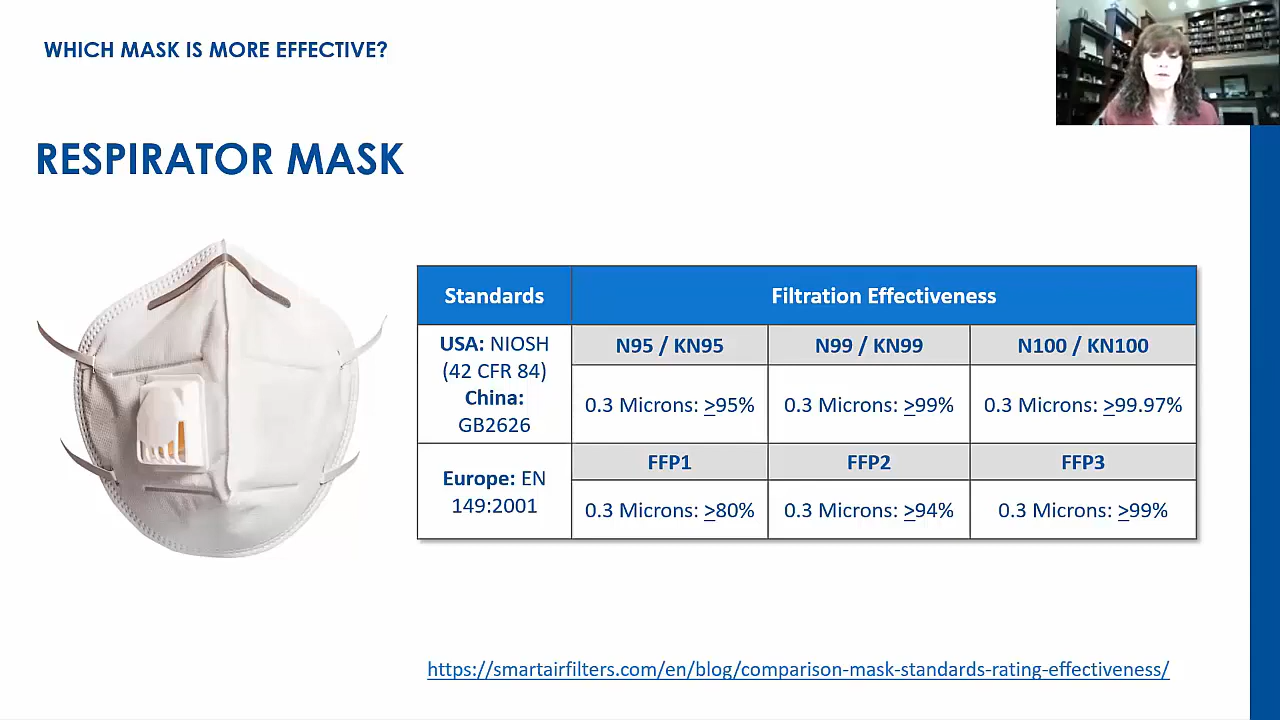 WHICH MASK IS MORE EFFECTIVE?
RESPIRATOR MASK
Standards
Filtration Effectiveness
USA: NIOSH
(42 CFR 84)
China:
GB2626
N95 / KN95
N99 / KN99
N100 / KN100
0.3 Microns: ≥95%
0.3 Microns: ≥99%
0.3 Microns: ≥99.97%
Europe: EN
149:2001
FFP1
FFP2
FFP3
0.3 Microns: ≥80%
0.3 Microns: ≥94%
0.3 Microns: ≥99%
https://smartairfilters.com/en/blog/comparison-mask-standards-rating-effectiveness/